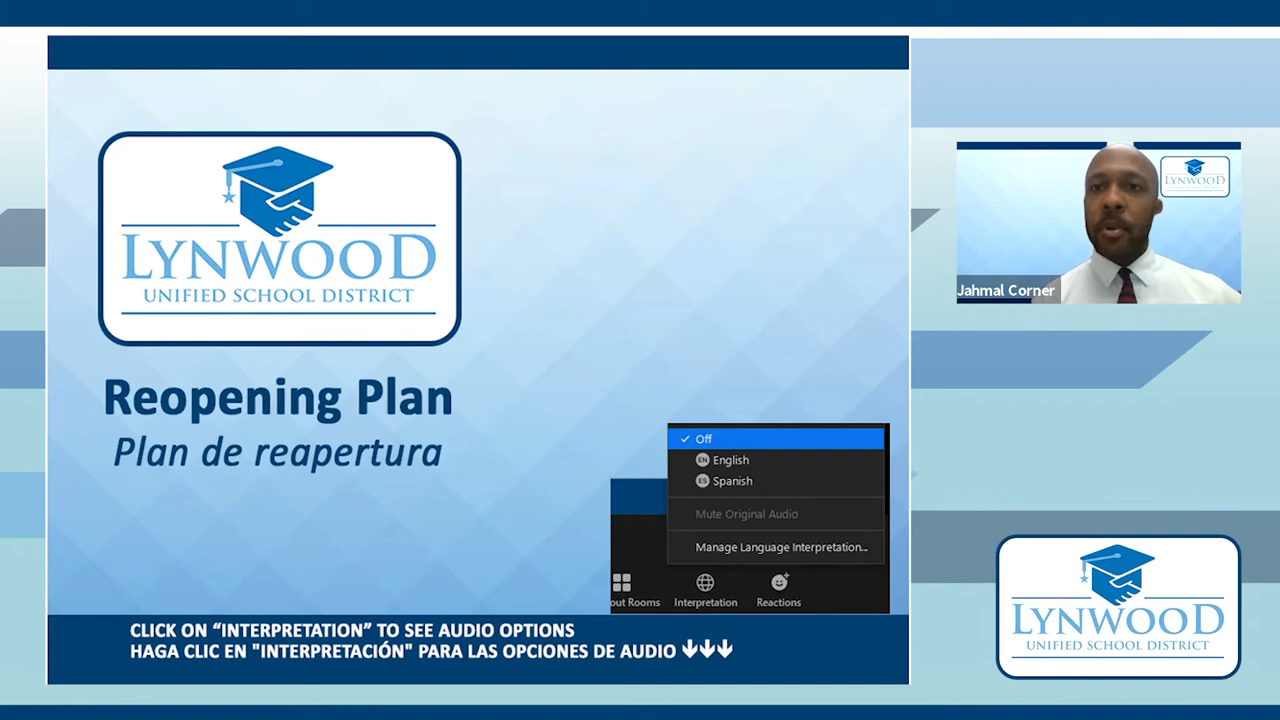 LYNWOOD
UNIFIED SCHOOL DISTRICT
Reopening Plan
Plan de reapertura
Off
EN English
ES Spanish
Mute Original Audio
Manage Language Interpretation...
out Rooms
Interpretation
Reactions
CLICK ON “INTERPRETATION” TO SEE AUDIO OPTIONS
HAGA CLIC EN "INTERPRETACIÓN" PARA LAS OPCIONES DE AUDIO
LYNWOOD
Jahmal Corner
LYNWOOD
UNIFIED SCHOOL DISTRICT